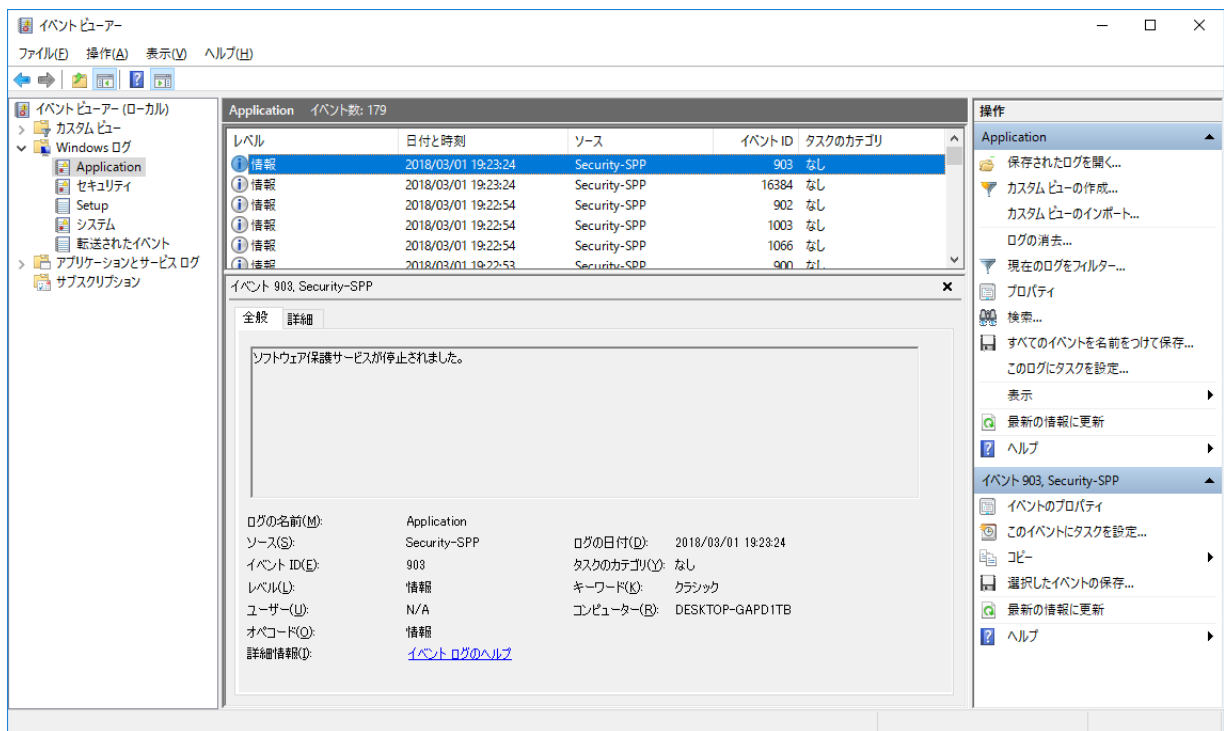 イベント ビューアー
ファイル(F) 操作(A) 表示(V) ヘルプ(H)
イベント ビューアー (ローカル)
カスタム ビュー
Windows ログ
Application
セキュリティ
Setup
システム
転送されたイベント
アプリケーションとサービス ログ
サブスクリプション
Application イベント数: 179
レベル 日付と時刻 ソース イベント ID タスクのカテゴリ
情報 2018/03/01 19:23:24 Security-SPP 903 なし
情報 2018/03/01 19:23:24 Security-SPP 16384 なし
情報 2018/03/01 19:22:54 Security-SPP 902 なし
情報 2018/03/01 19:22:54 Security-SPP 1003 なし
情報 2018/03/01 19:22:54 Security-SPP 1066 なし
情報 2018/03/01 19:22:53 Security-SPP 900 なし
イベント 903, Security-SPP
全般 詳細
ソフトウェア保護サービスが停止されました。
ログの名前(M): Application
ソース(S): Security-SPP ログの日付(D): 2018/03/01 19:23:24
イベント ID(E): 903 タスクのカテゴリ(Y): なし
レベル(L): 情報 キーワード(K): クラシック
ユーザー(U): N/A コンピューター(R): DESKTOP-GAPD1TB
オペコード(O): 情報
詳細情報(I): イベント ログのヘルプ
操作
Application
保存されたログを開く...
カスタム ビューの作成...
カスタム ビューのインポート...
ログの消去...
現在のログをフィルター...
プロパティ
検索...
すべてのイベントを名前をつけて保存...
このログにタスクを設定...
表示
最新の情報に更新
ヘルプ
イベント 903, Security-SPP
イベントのプロパティ
このイベントにタスクを設定...
コピー
選択したイベントの保存...
最新の情報に更新
ヘルプ